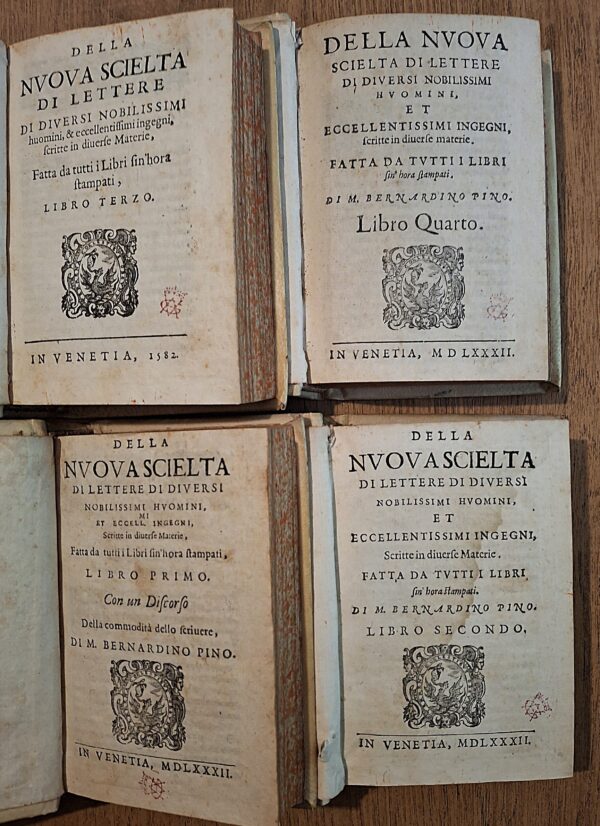 DELLA
NVOVA SCIELTA
DI LETTERE
DI DIVERSI NOBILISSIMI
huomini, & eccellentissimi ingegni,
scritte in diuerse Materie,
Fatta da tutti i Libri sin'hora
stampati,
LIBRO TERZO.
IN VENETIA, 1582.
DELLA NVOVA
SCIELTA DI LETTERE
DI DIVERSI NOBILISSIMI
HVOMINI,
ET
ECCELLENTISSIMI INGEGNI,
scritte in diuerse materie.
FATTA DA TVTTI I LIBRI
sin'hora stampati.
DI M. BERNARDINO PINO.
Libro Quarto.
IN VENETIA, MDLXXXII.
DELLA
NVOVA SCIELTA
DI LETTERE DI DIVERSI
NOBILISSIMI HVOMINI,
MI
ET ECCELL. INGEGNI,
Scritte in diuerse Materie,
Fatta da tutti i Libri sin'hora stampati,
LIBRO PRIMO.
Con un Discorso
Della commodità dello scriuere,
DI M. BERNARDINO PINO.
IN VENETIA, MDLXXXII.
DELLA
NVOVA SCIELTA
DI LETTERE DI DIVERSI
NOBILISSIMI HVOMINI,
ET
ECCELLENTISSIMI INGEGNI,
Scritte in diuerse Materie.
FATTA DA TVTTI I LIBRI
sin'hora stampati.
DI M. BERNARDINO PINO.
LIBRO SECONDO.
IN VENETIA, MDLXXXII.